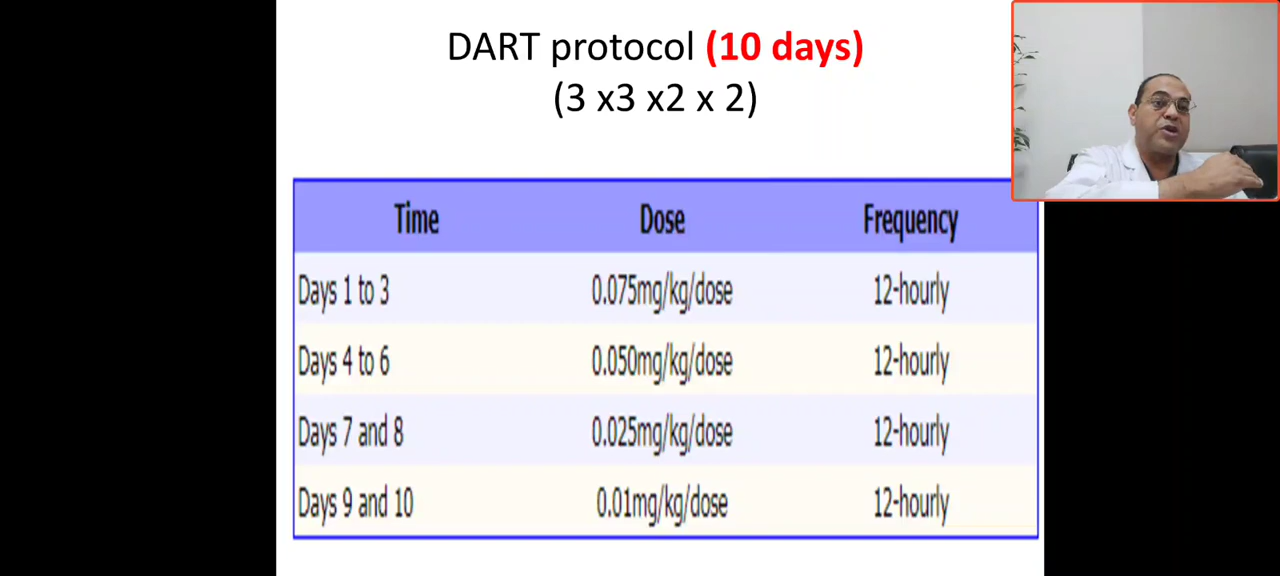 DART protocol (10 days)
(3 x3 x2 x 2)
Time Dose Frequency
Days 1 to 3 0.075mg/kg/dose 12-hourly
Days 4 to 6 0.050mg/kg/dose 12-hourly
Days 7 and 8 0.025mg/kg/dose 12-hourly
Days 9 and 10 0.01mg/kg/dose 12-hourly